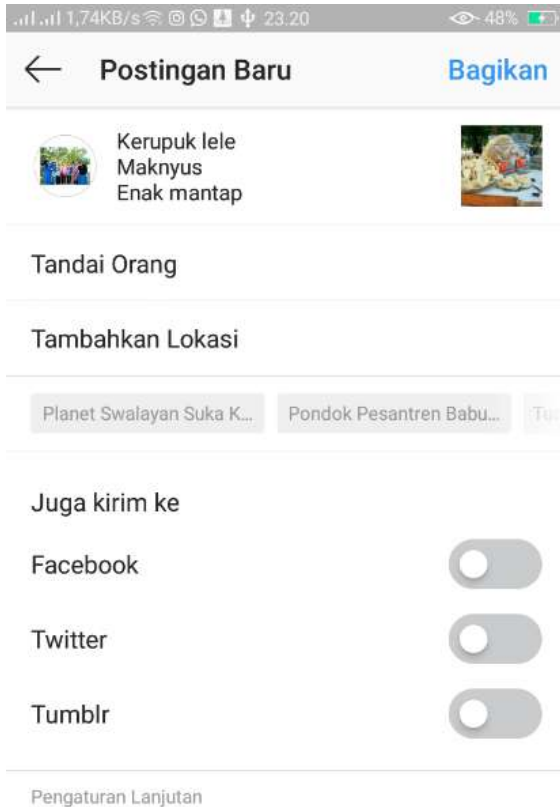 1,74KB/s 23.20 48%
Postingan Baru Bagikan
Kerupuk lele
Maknyus
Enak mantap
Tandai Orang
Tambahkan Lokasi
Planet Swalayan Suka K... Pondok Pesantren Babu...
Juga kirim ke
Facebook
Twitter
Tumblr
Pengaturan Lanjutan